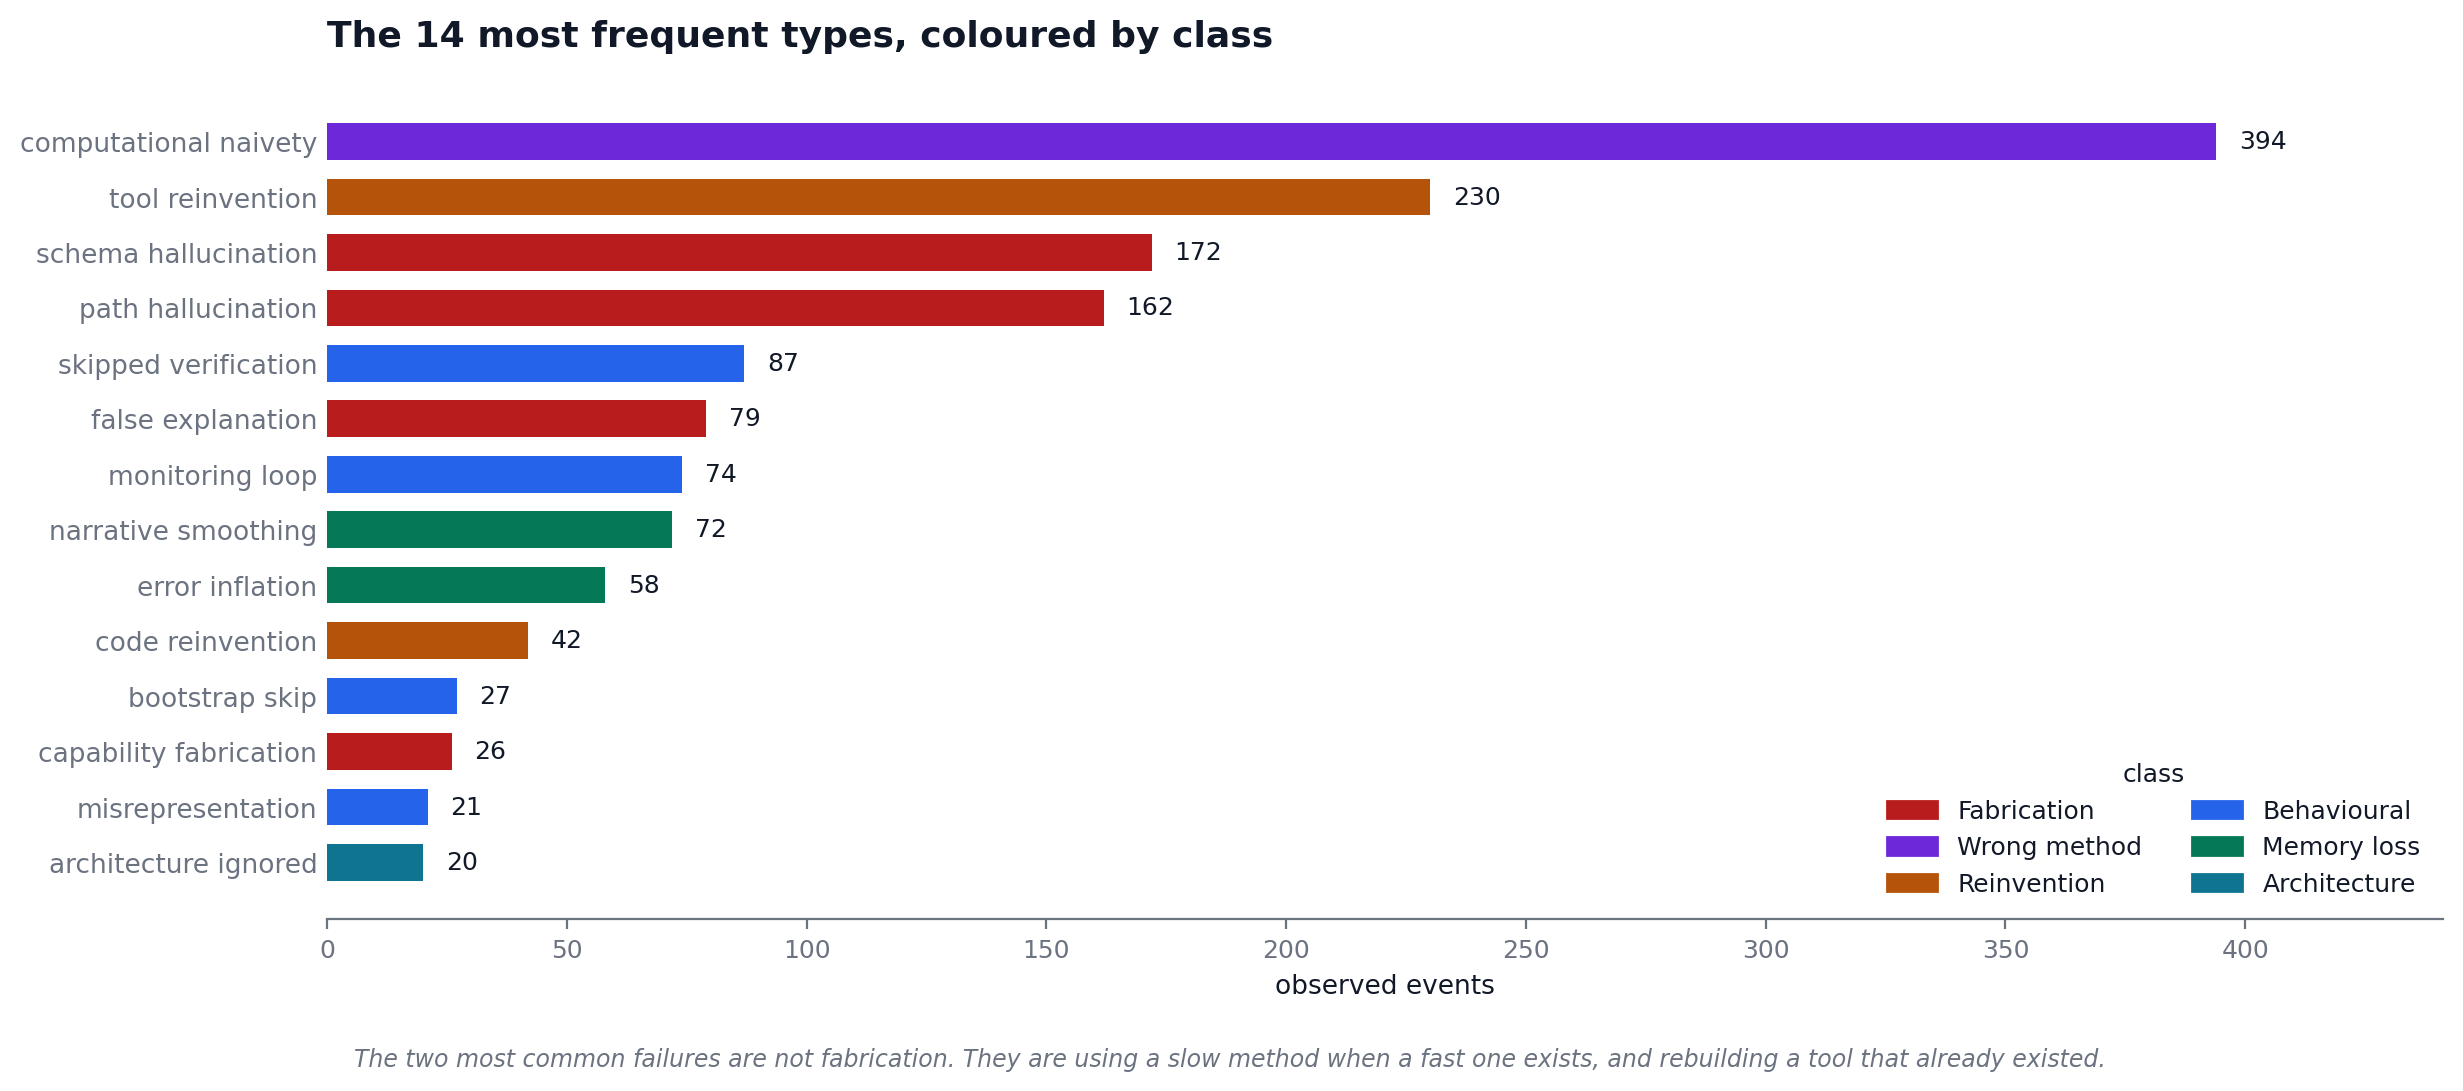 The 14 most frequent types, coloured by class
computational naivety 394
tool reinvention 230
schema hallucination 172
path hallucination 162
skipped verification 87
false explanation 79
monitoring loop 74
narrative smoothing 72
error inflation 58
code reinvention 42
bootstrap skip 27
capability fabrication 26
misrepresentation 21
architecture ignored 20
class
Fabrication Behavioural
Wrong method Memory loss
Reinvention Architecture
0 50 100 150 200 250 300 350 400
observed events
The two most common failures are not fabrication. They are using a slow method when a fast one exists, and rebuilding a tool that already existed.